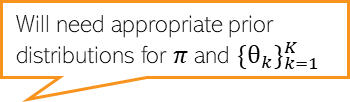 Will need appropriate prior
distributions for π and {θ_k}_{k=1}^K